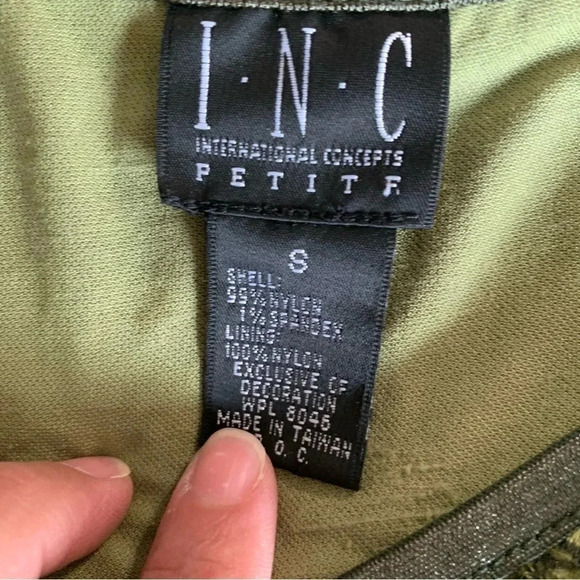 I·N·C
INTERNATIONAL CONCEPTS
PETITE
S
SHELL:
99% NYLON
1% SPANDEX
LINING:
100% NYLON
EXCLUSIVE OF
DECORATION
WPL 8046
MADE IN TAIWAN
R. O. C.